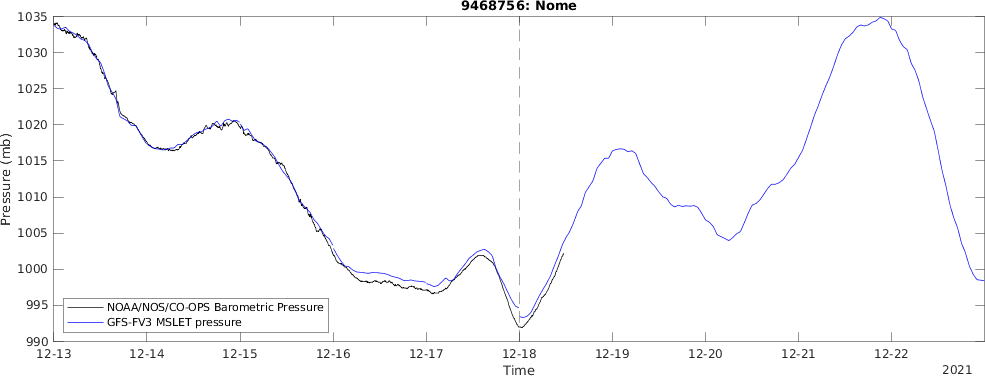 9468756: Nome
Pressure (mb)
1035
1030
1025
1020
1015
1010
1005
1000
995
990
NOAA/NOS/CO-OPS Barometric Pressure
GFS-FV3 MSLET pressure
12-13 12-14 12-15 12-16 12-17 12-18 12-19 12-20 12-21 12-22
Time
2021